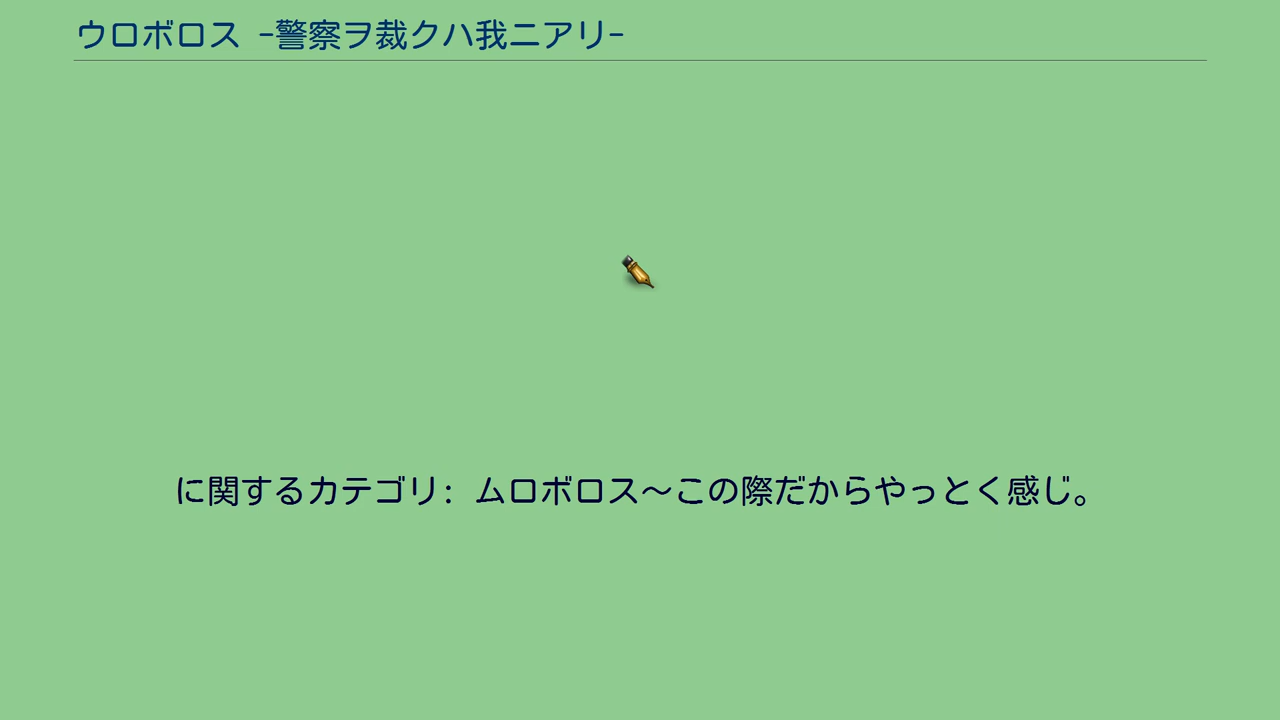 ウロボロス -警察ヲ裁クハ我ニアリ-
に関するカテゴリ: ムロボロス～この際だからやっとく感じ。